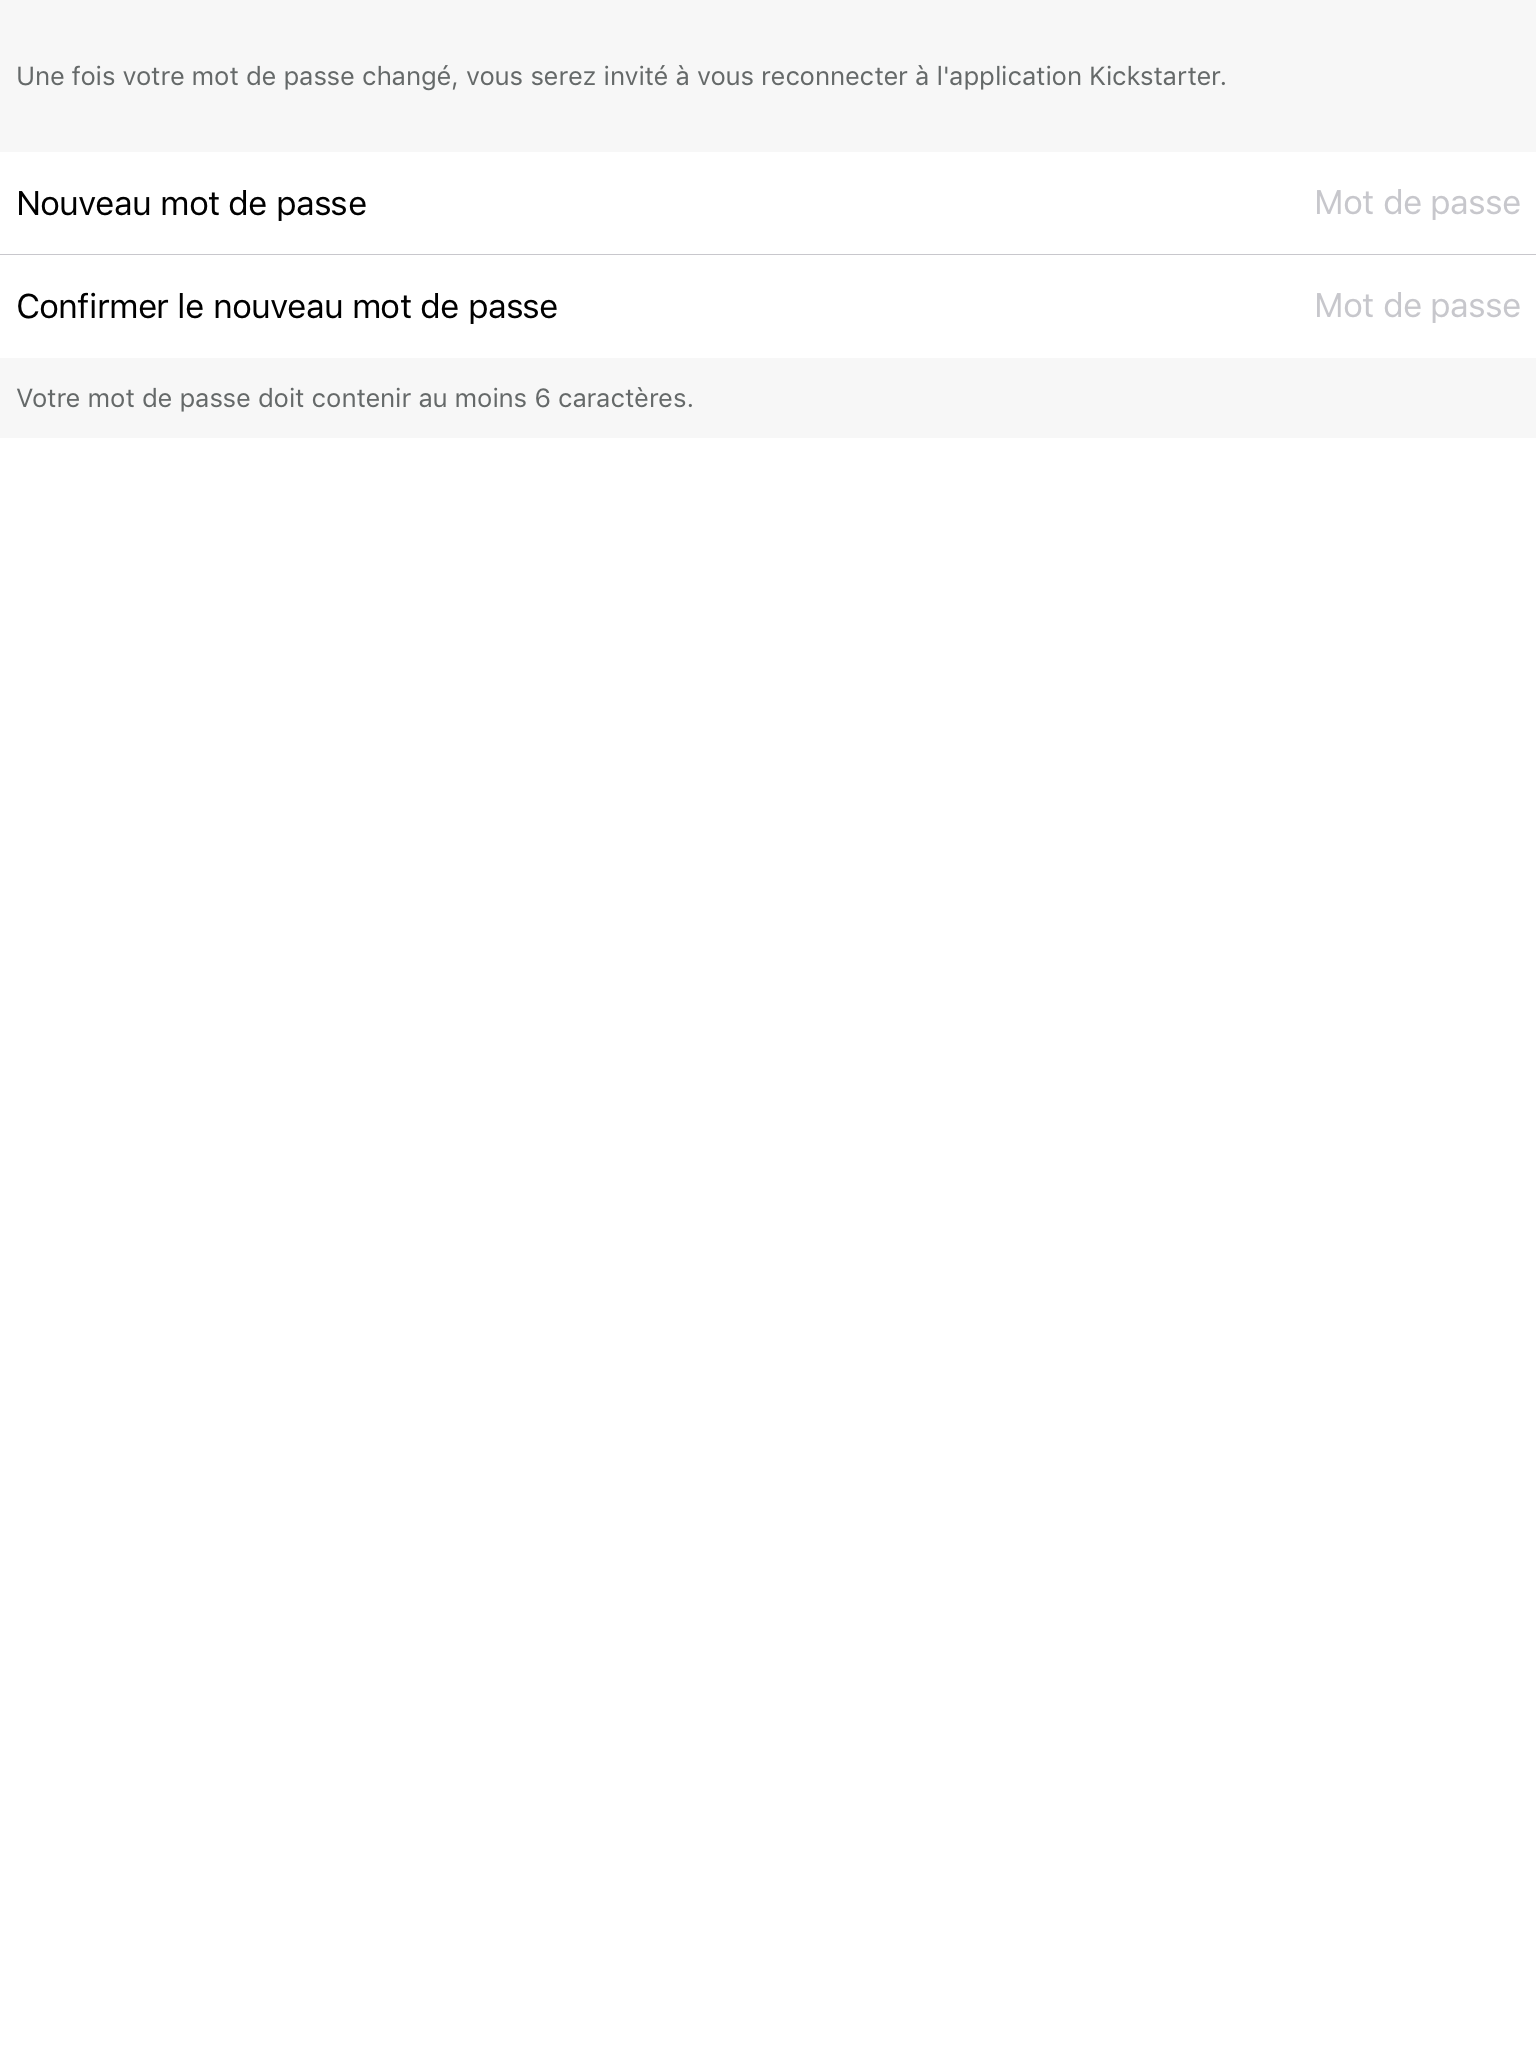 Une fois votre mot de passe changé, vous serez invité à vous reconnecter à l'application Kickstarter.
Nouveau mot de passe Mot de passe
Confirmer le nouveau mot de passe Mot de passe
Votre mot de passe doit contenir au moins 6 caractères.